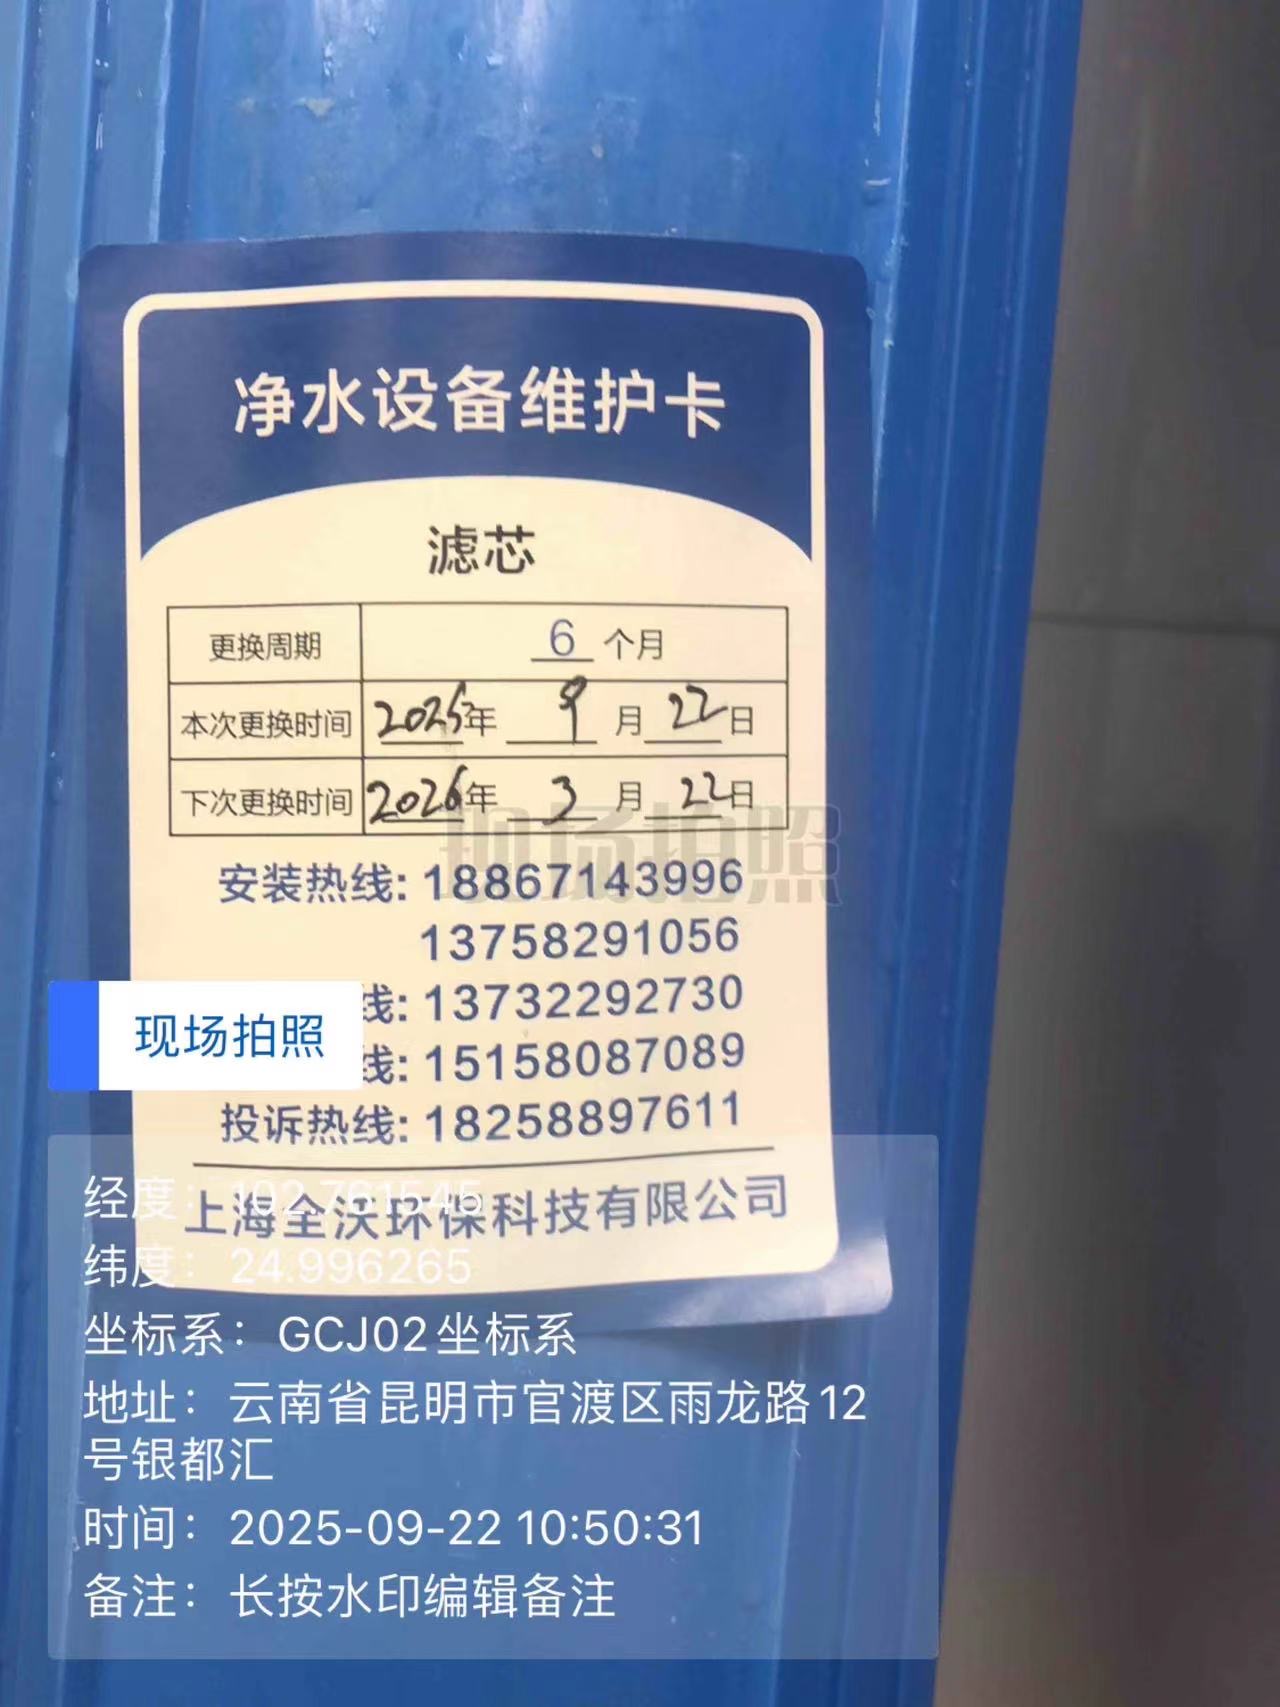 净水设备维护卡
滤芯
更换周期 6 个月
本次更换时间 2025年 9 月 22日
下次更换时间 2026年 3 月 22日
现场拍照
安装热线: 18867143996
13758291056
线: 13732292730
现场拍照
线: 15158087089
投诉热线: 18258897611
上海全沃环保科技有限公司
经度: 102.761545
纬度: 24.996265
坐标系: GCJ02坐标系
地址: 云南省昆明市官渡区雨龙路12
号银都汇
时间: 2025-09-22 10:50:31
备注: 长按水印编辑备注